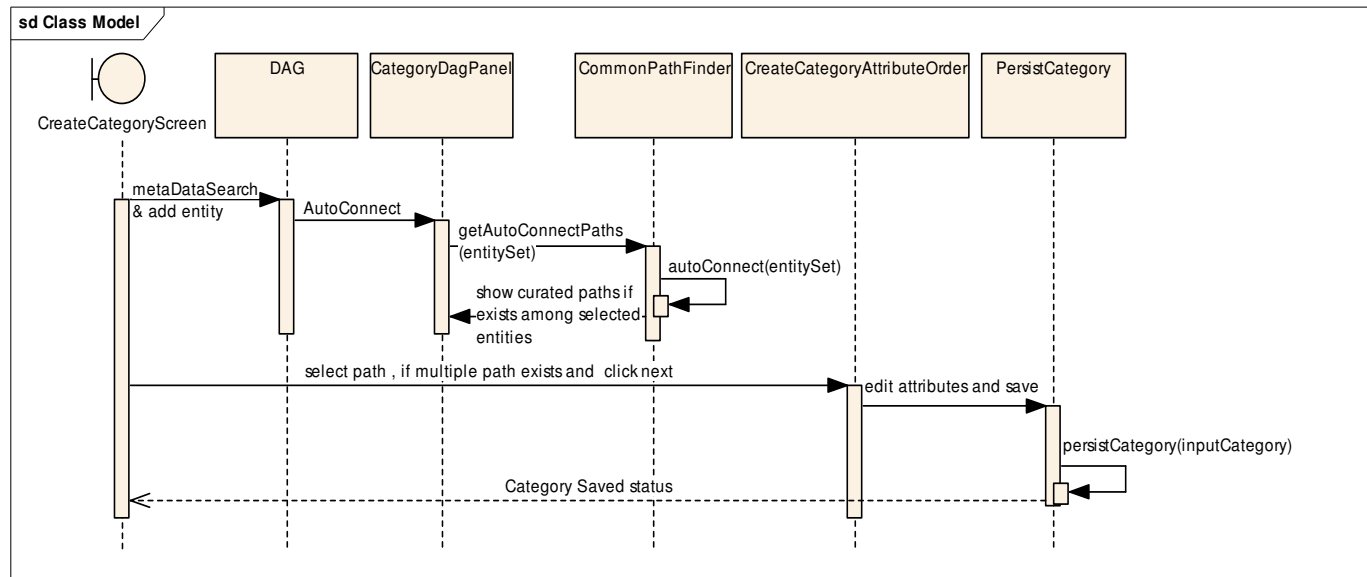 sd Class Model
DAG
CategoryDagPanel
CommonPathFinder
CreateCategoryAttributeOrder
PersistCategory
CreateCategoryScreen
metaDataSearch
& add entity
AutoConnect
getAutoConnectPaths
(entitySet)
autoConnect(entitySet)
show curated paths if
exists among selected
entities
select path , if multiple path exists and click next
edit attributes and save
persistCategory(inputCategory)
Category Saved status